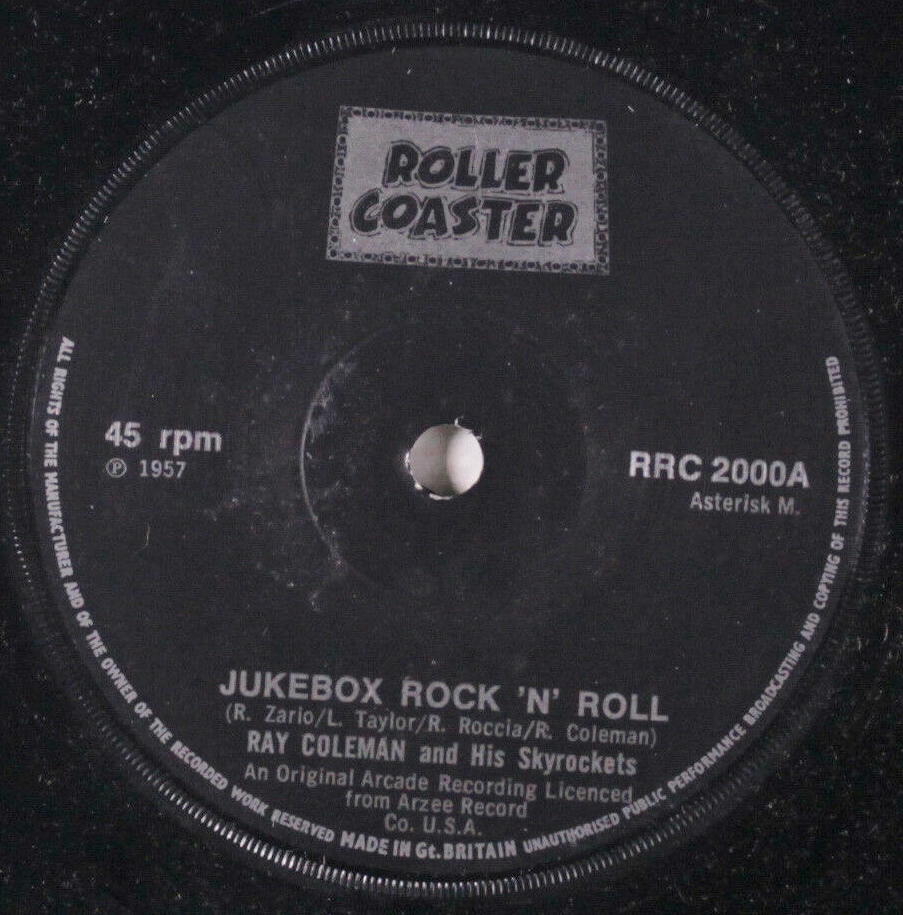 ROLLER
COASTER
45 rpm
Ⓟ 1957
RRC 2000A
Asterisk M.
JUKEBOX ROCK 'N' ROLL
(R. Zario/L. Taylor/R. Roccia/R. Coleman)
RAY COLEMAN and His Skyrockets
An Original Arcade Recording Licenced
from Arzee Record
Co. U.S.A.
ALL RIGHTS OF THE MANUFACTURER AND OF THE OWNER OF THE RECORDED WORK RESERVED MADE IN Gt. BRITAIN UNAUTHORISED PUBLIC PERFORMANCE BROADCASTING AND COPYING OF THIS RECORD PROHIBITED